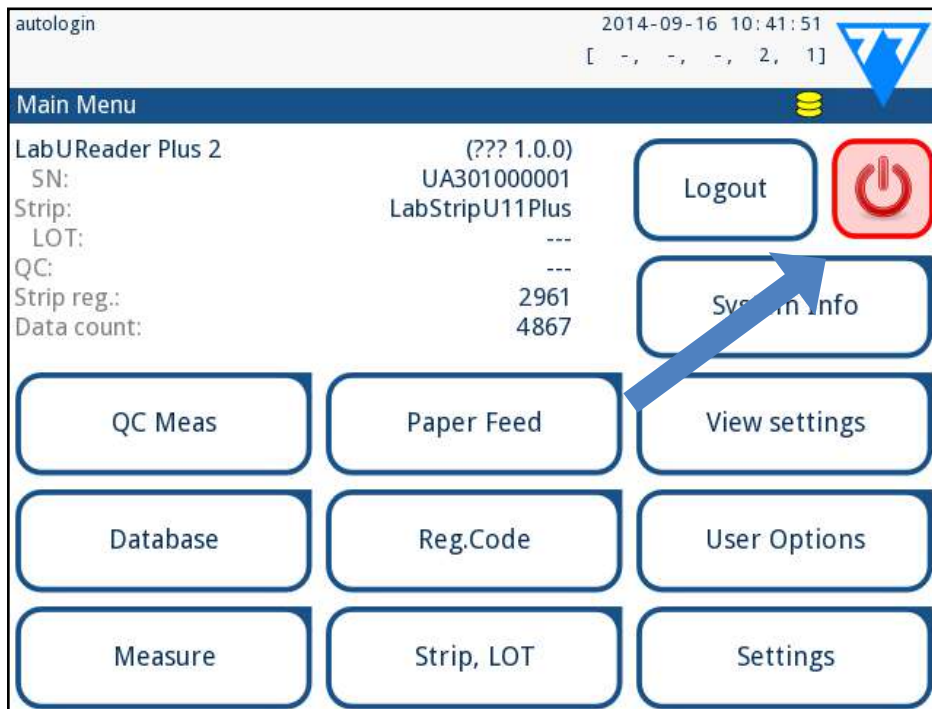 autologin
2014-09-16 10:41:51
[ -, -, -, 2, 1]
Main Menu
LabUReader Plus 2 (??? 1.0.0)
SN: UA301000001
Strip: LabStripU11Plus
LOT: ---
QC: ---
Strip reg.: 2961
Data count: 4867
Logout
System Info
QC Meas
Paper Feed
View settings
Database
Reg.Code
User Options
Measure
Strip, LOT
Settings